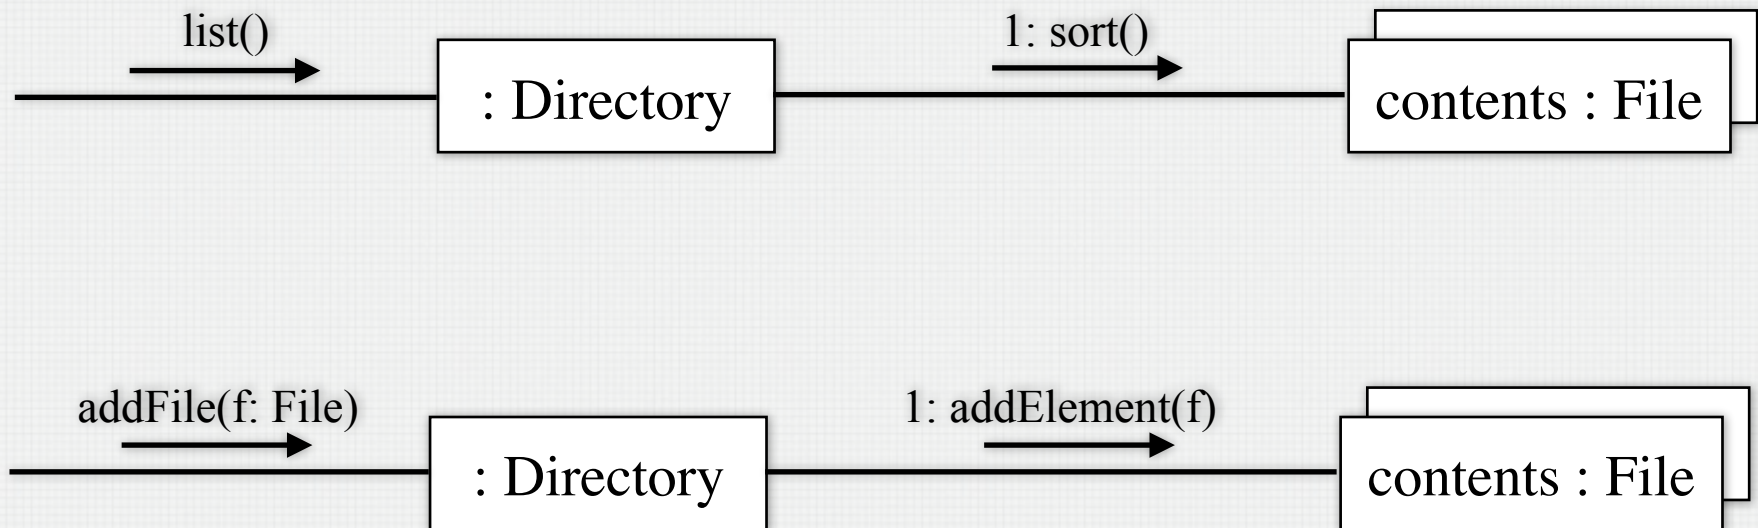 list()
1: sort()
: Directory
contents : File
addFile(f: File)
1: addElement(f)
: Directory
contents : File